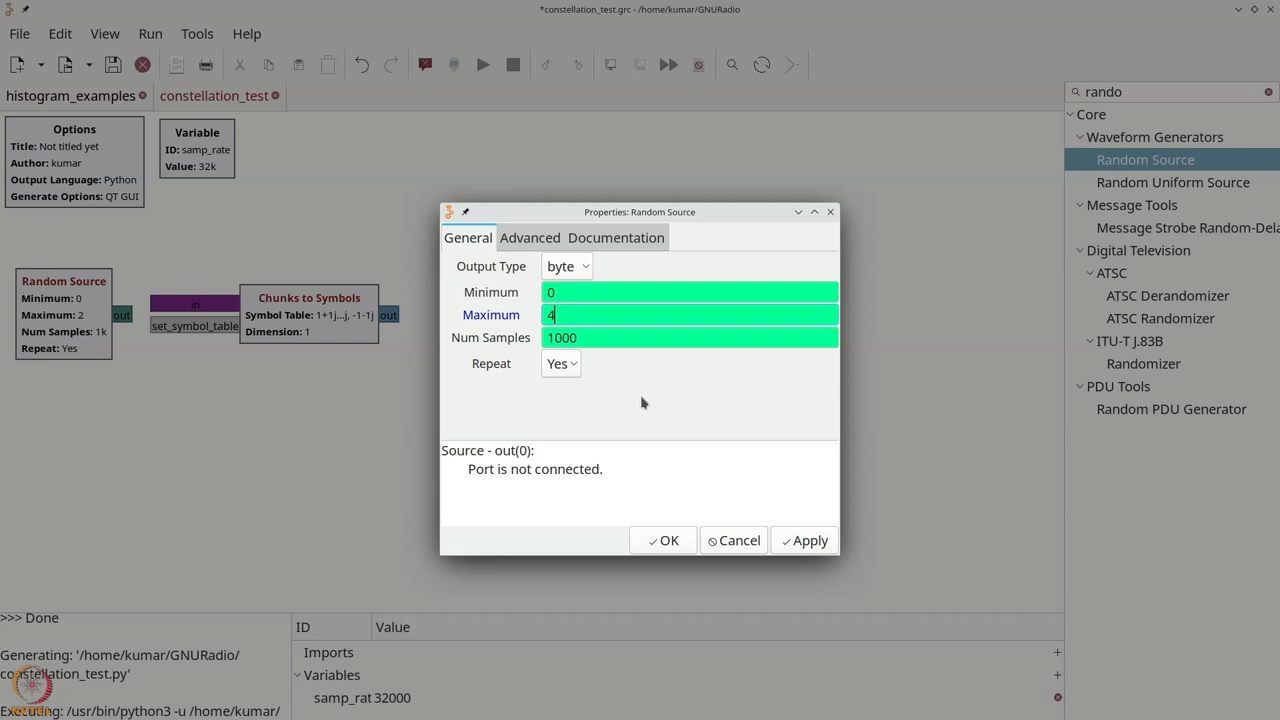 *constellation_test.grc - /home/kumar/GNURadio
File Edit View Run Tools Help
histogram_examples constellation_test
rando
Options
Title: Not titled yet
Author: kumar
Output Language: Python
Generate Options: QT GUI
Variable
ID: samp_rate
Value: 32k
Random Source
Minimum: 0
Maximum: 2
Num Samples: 1k
Repeat: Yes
out
in
set_symbol_table
Chunks to Symbols
Symbol Table: 1+1j...j, -1-1j
Dimension: 1
out
Properties: Random Source
General Advanced Documentation
Output Type byte
Minimum 0
Maximum 4
Num Samples 1000
Repeat Yes
Source - out(0):
Port is not connected.
OK Cancel Apply
Core
Waveform Generators
Random Source
Random Uniform Source
Message Tools
Message Strobe Random-Dela
Digital Television
ATSC
ATSC Derandomizer
ATSC Randomizer
ITU-T J.83B
Randomizer
PDU Tools
Random PDU Generator
>>> Done
Generating: '/home/kumar/GNURadio/
constellation_test.py'
Executing: /usr/bin/python3 -u /home/kumar/
NPTEL
ID Value
Imports
Variables
samp_rat 32000